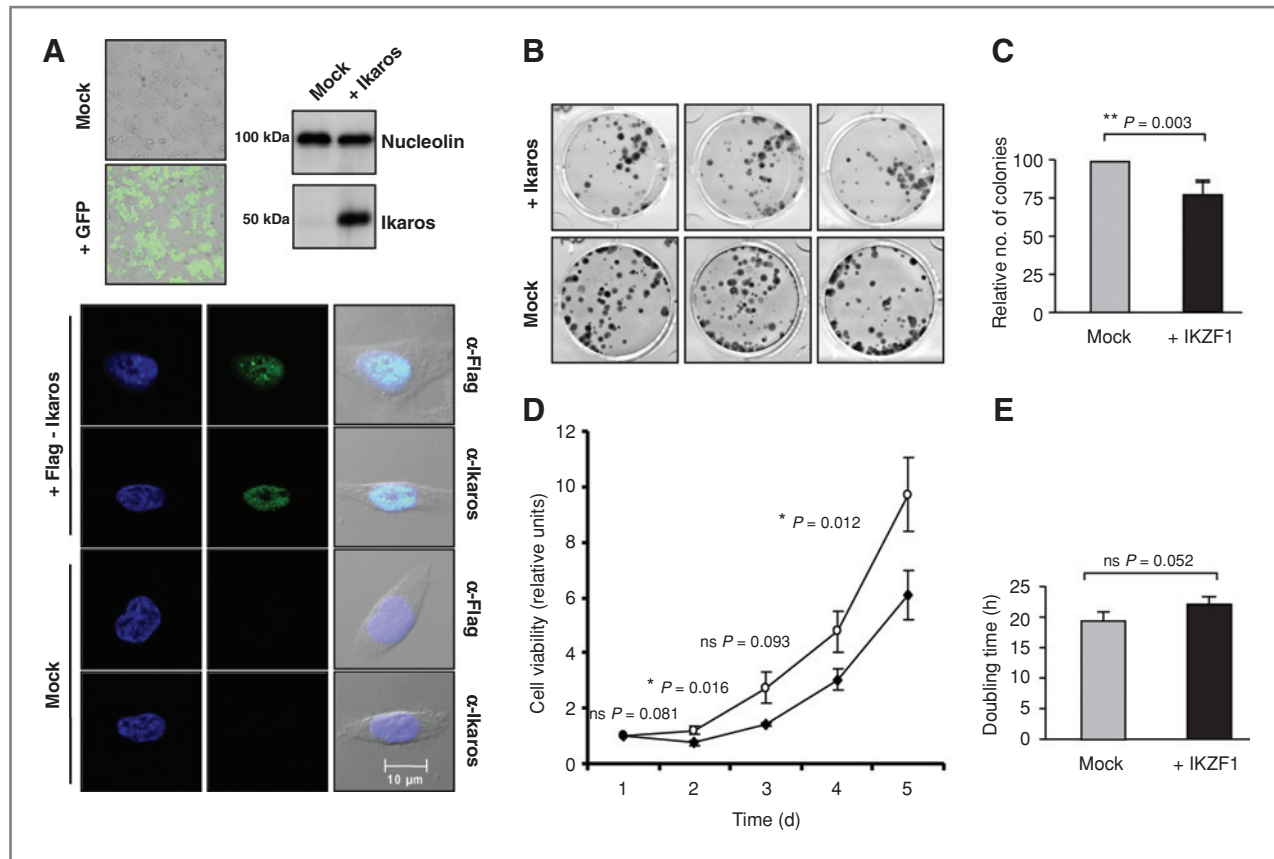 A
Mock
+ GFP
Mock
+ Ikaros
100 kDa
Nucleolin
50 kDa
Ikaros
+ Flag - Ikaros
Mock
α-Flag
α-Ikaros
α-Flag
α-Ikaros
10 µm
B
+ Ikaros
Mock
C
** P = 0.003
Relative no. of colonies
100
75
50
25
0
Mock
+ IKZF1
D
Cell viability (relative units)
12
10
8
6
4
2
0
ns P = 0.081
* P = 0.016
ns P = 0.093
* P = 0.012
1 2 3 4 5
Time (d)
E
ns P = 0.052
Doubling time (h)
25
20
15
10
5
0
Mock
+ IKZF1